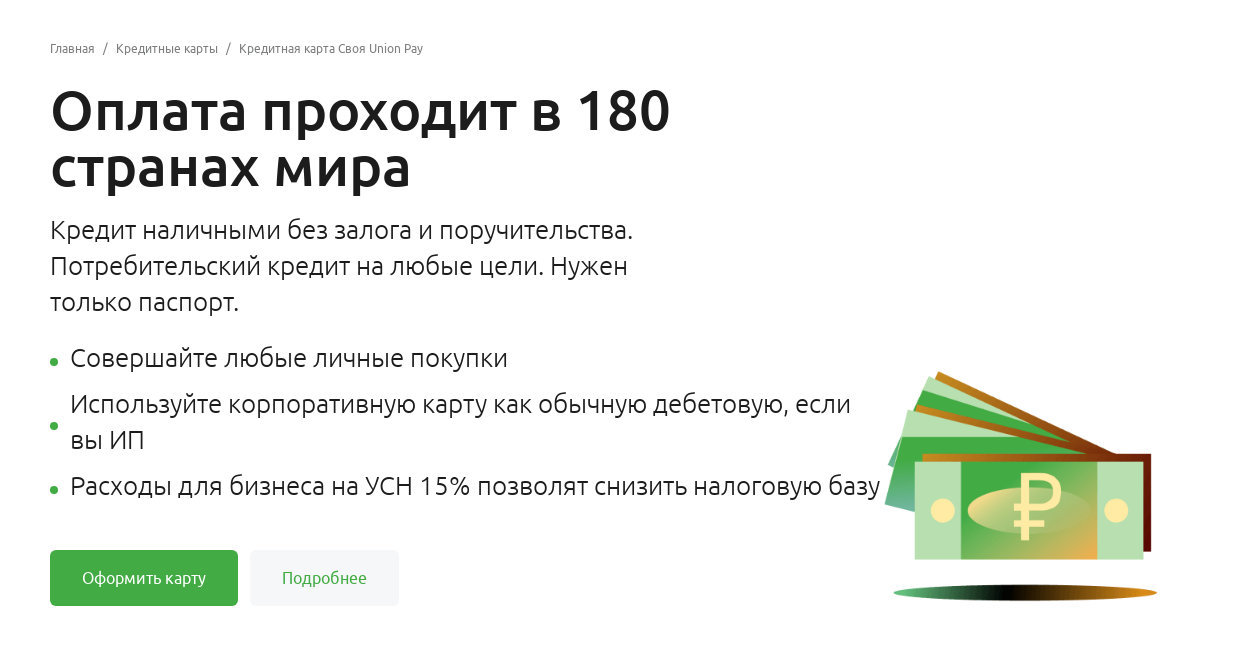 Главная / Кредитные карты / Кредитная карта Своя Union Pay
Оплата проходит в 180
странах мира
Кредит наличными без залога и поручительства.
Потребительский кредит на любые цели. Нужен
только паспорт.
Совершайте любые личные покупки
Используйте корпоративную карту как обычную дебетовую, если
вы ИП
Расходы для бизнеса на УСН 15% позволят снизить налоговую базу
₽
Оформить карту Подробнее